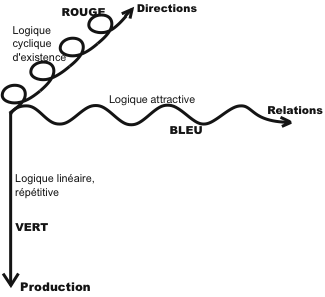 ROUGE
Directions
Logique
cyclique
d'existence
Logique attractive
Relations
BLEU
Logique linéaire,
répétitive
VERT
Production